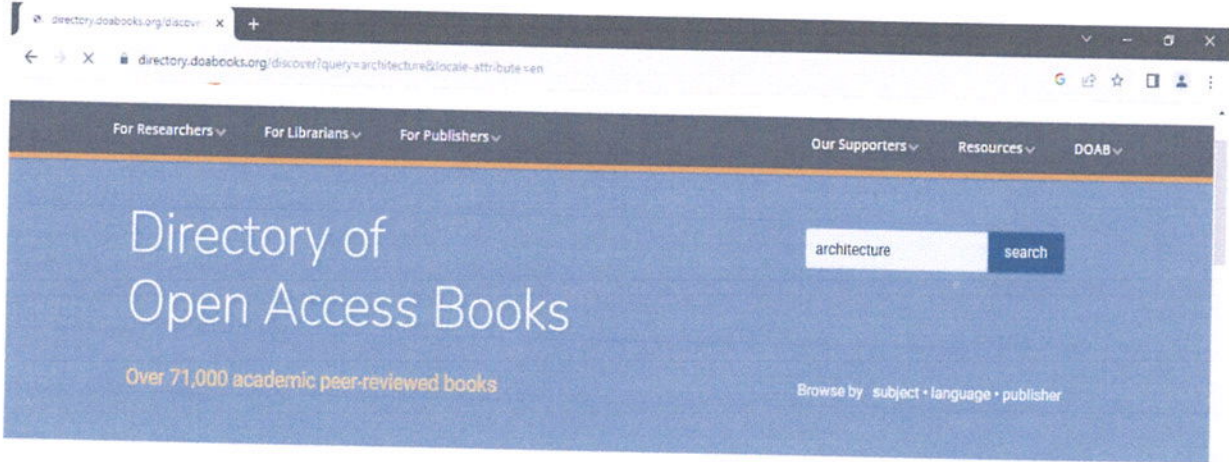 directory.doabooks.org/discove
directory.doabooks.org/discover?query=architecture&locale-attribute=en
For Researchers For Librarians For Publishers Our Supporters Resources DOAB
Directory of
Open Access Books
architecture search
Over 71,000 academic peer-reviewed books
Browse by subject • language • publisher